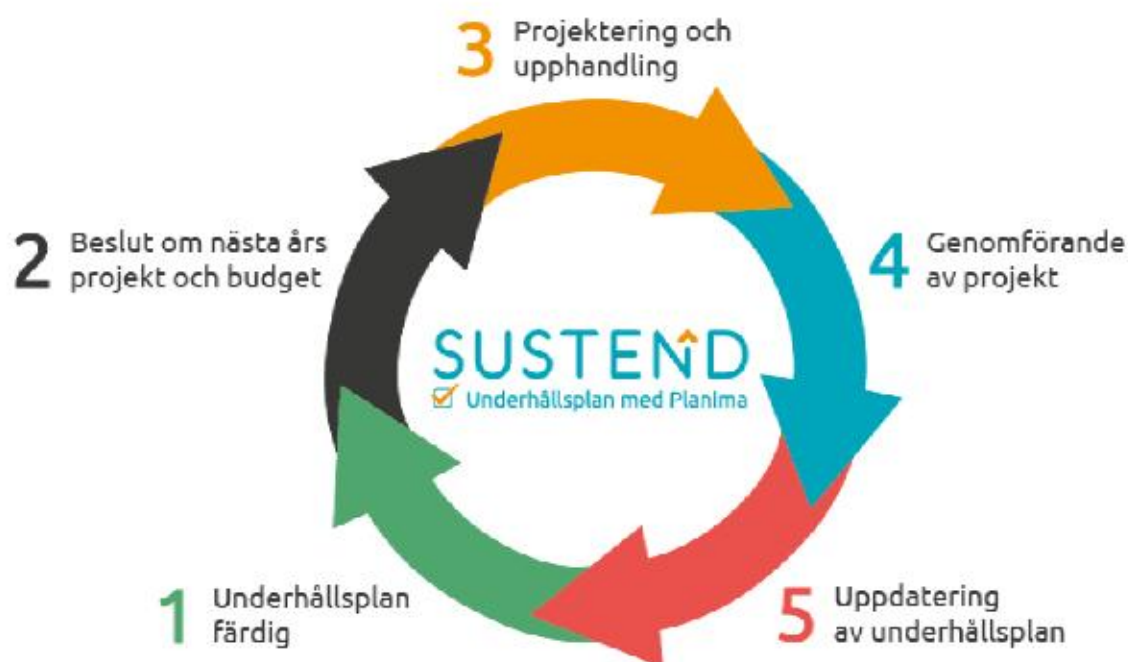 3 Projektering och
upphandling
2 Beslut om nästa års
projekt och budget
4 Genomförande
av projekt
SUSTEND
Underhållsplan med Planima
1 Underhållsplan
färdig
5 Uppdatering
av underhållsplan